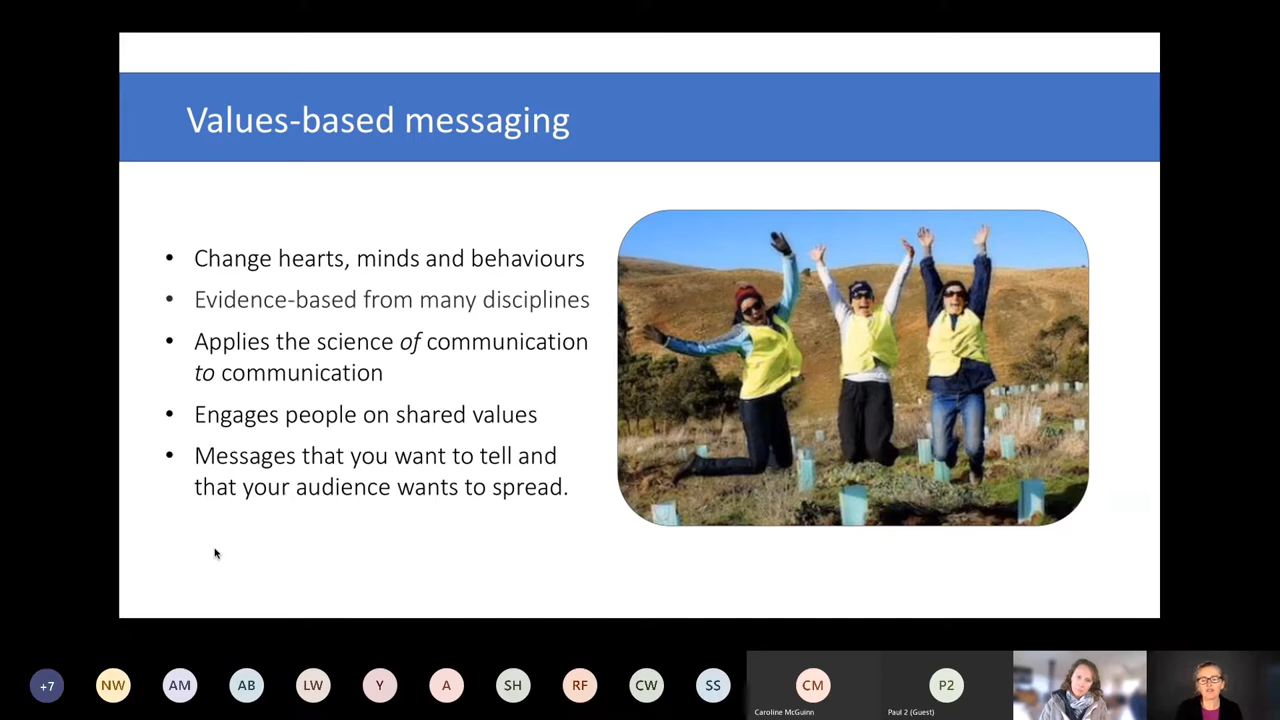 Values-based messaging
• Change hearts, minds and behaviours
• Evidence-based from many disciplines
• Applies the science of communication
to communication
• Engages people on shared values
• Messages that you want to tell and
that your audience wants to spread.
+7 NW AM AB LW Y A SH RF CW SS CM P2
Caroline McGuinn Paul 2 (Guest)